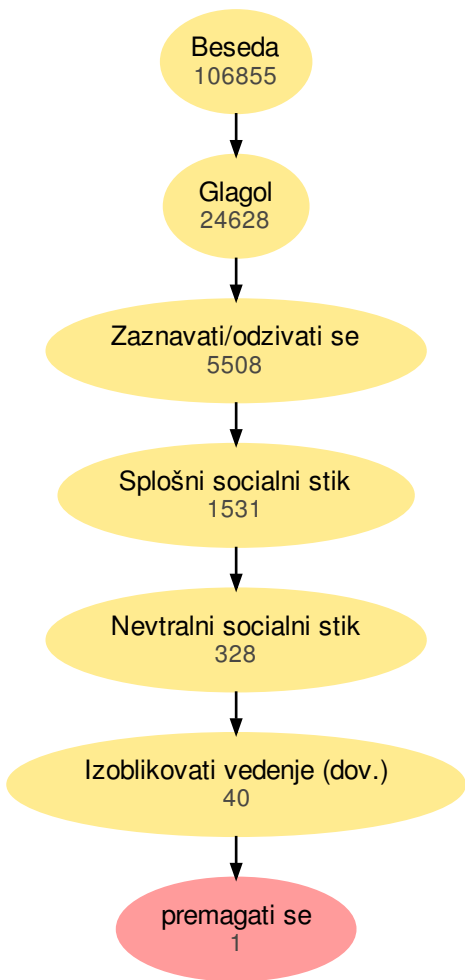 Beseda
106855
Glagol
24628
Zaznavati/odzivati se
5508
Splošni socialni stik
1531
Nevtralni socialni stik
328
Izoblikovati vedenje (dov.)
40
premagati se
1